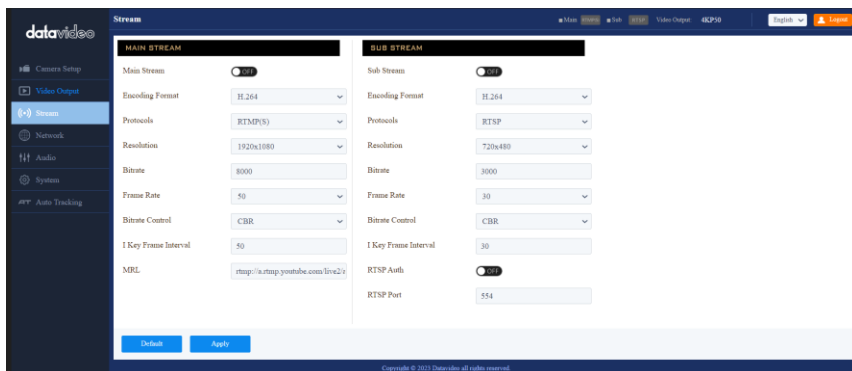 datavideo
Stream
Main RTMP(S) Sub RTSP Video Output: 4KP50 English Logout
Camera Setup
Video Output
Stream
Network
Audio
System
Auto Tracking
MAIN STREAM
Main Stream OFF
Encoding Format H.264
Protocols RTMP(S)
Resolution 1920x1080
Bitrate 8000
Frame Rate 50
Bitrate Control CBR
I Key Frame Interval 50
MRL rtmp://a.rtmp.youtube.com/live2/
SUB STREAM
Sub Stream OFF
Encoding Format H.264
Protocols RTSP
Resolution 720x480
Bitrate 3000
Frame Rate 30
Bitrate Control CBR
I Key Frame Interval 30
RTSP Auth OFF
RTSP Port 554
Default Apply
Copyright © 2023 Datavideo all rights reserved.